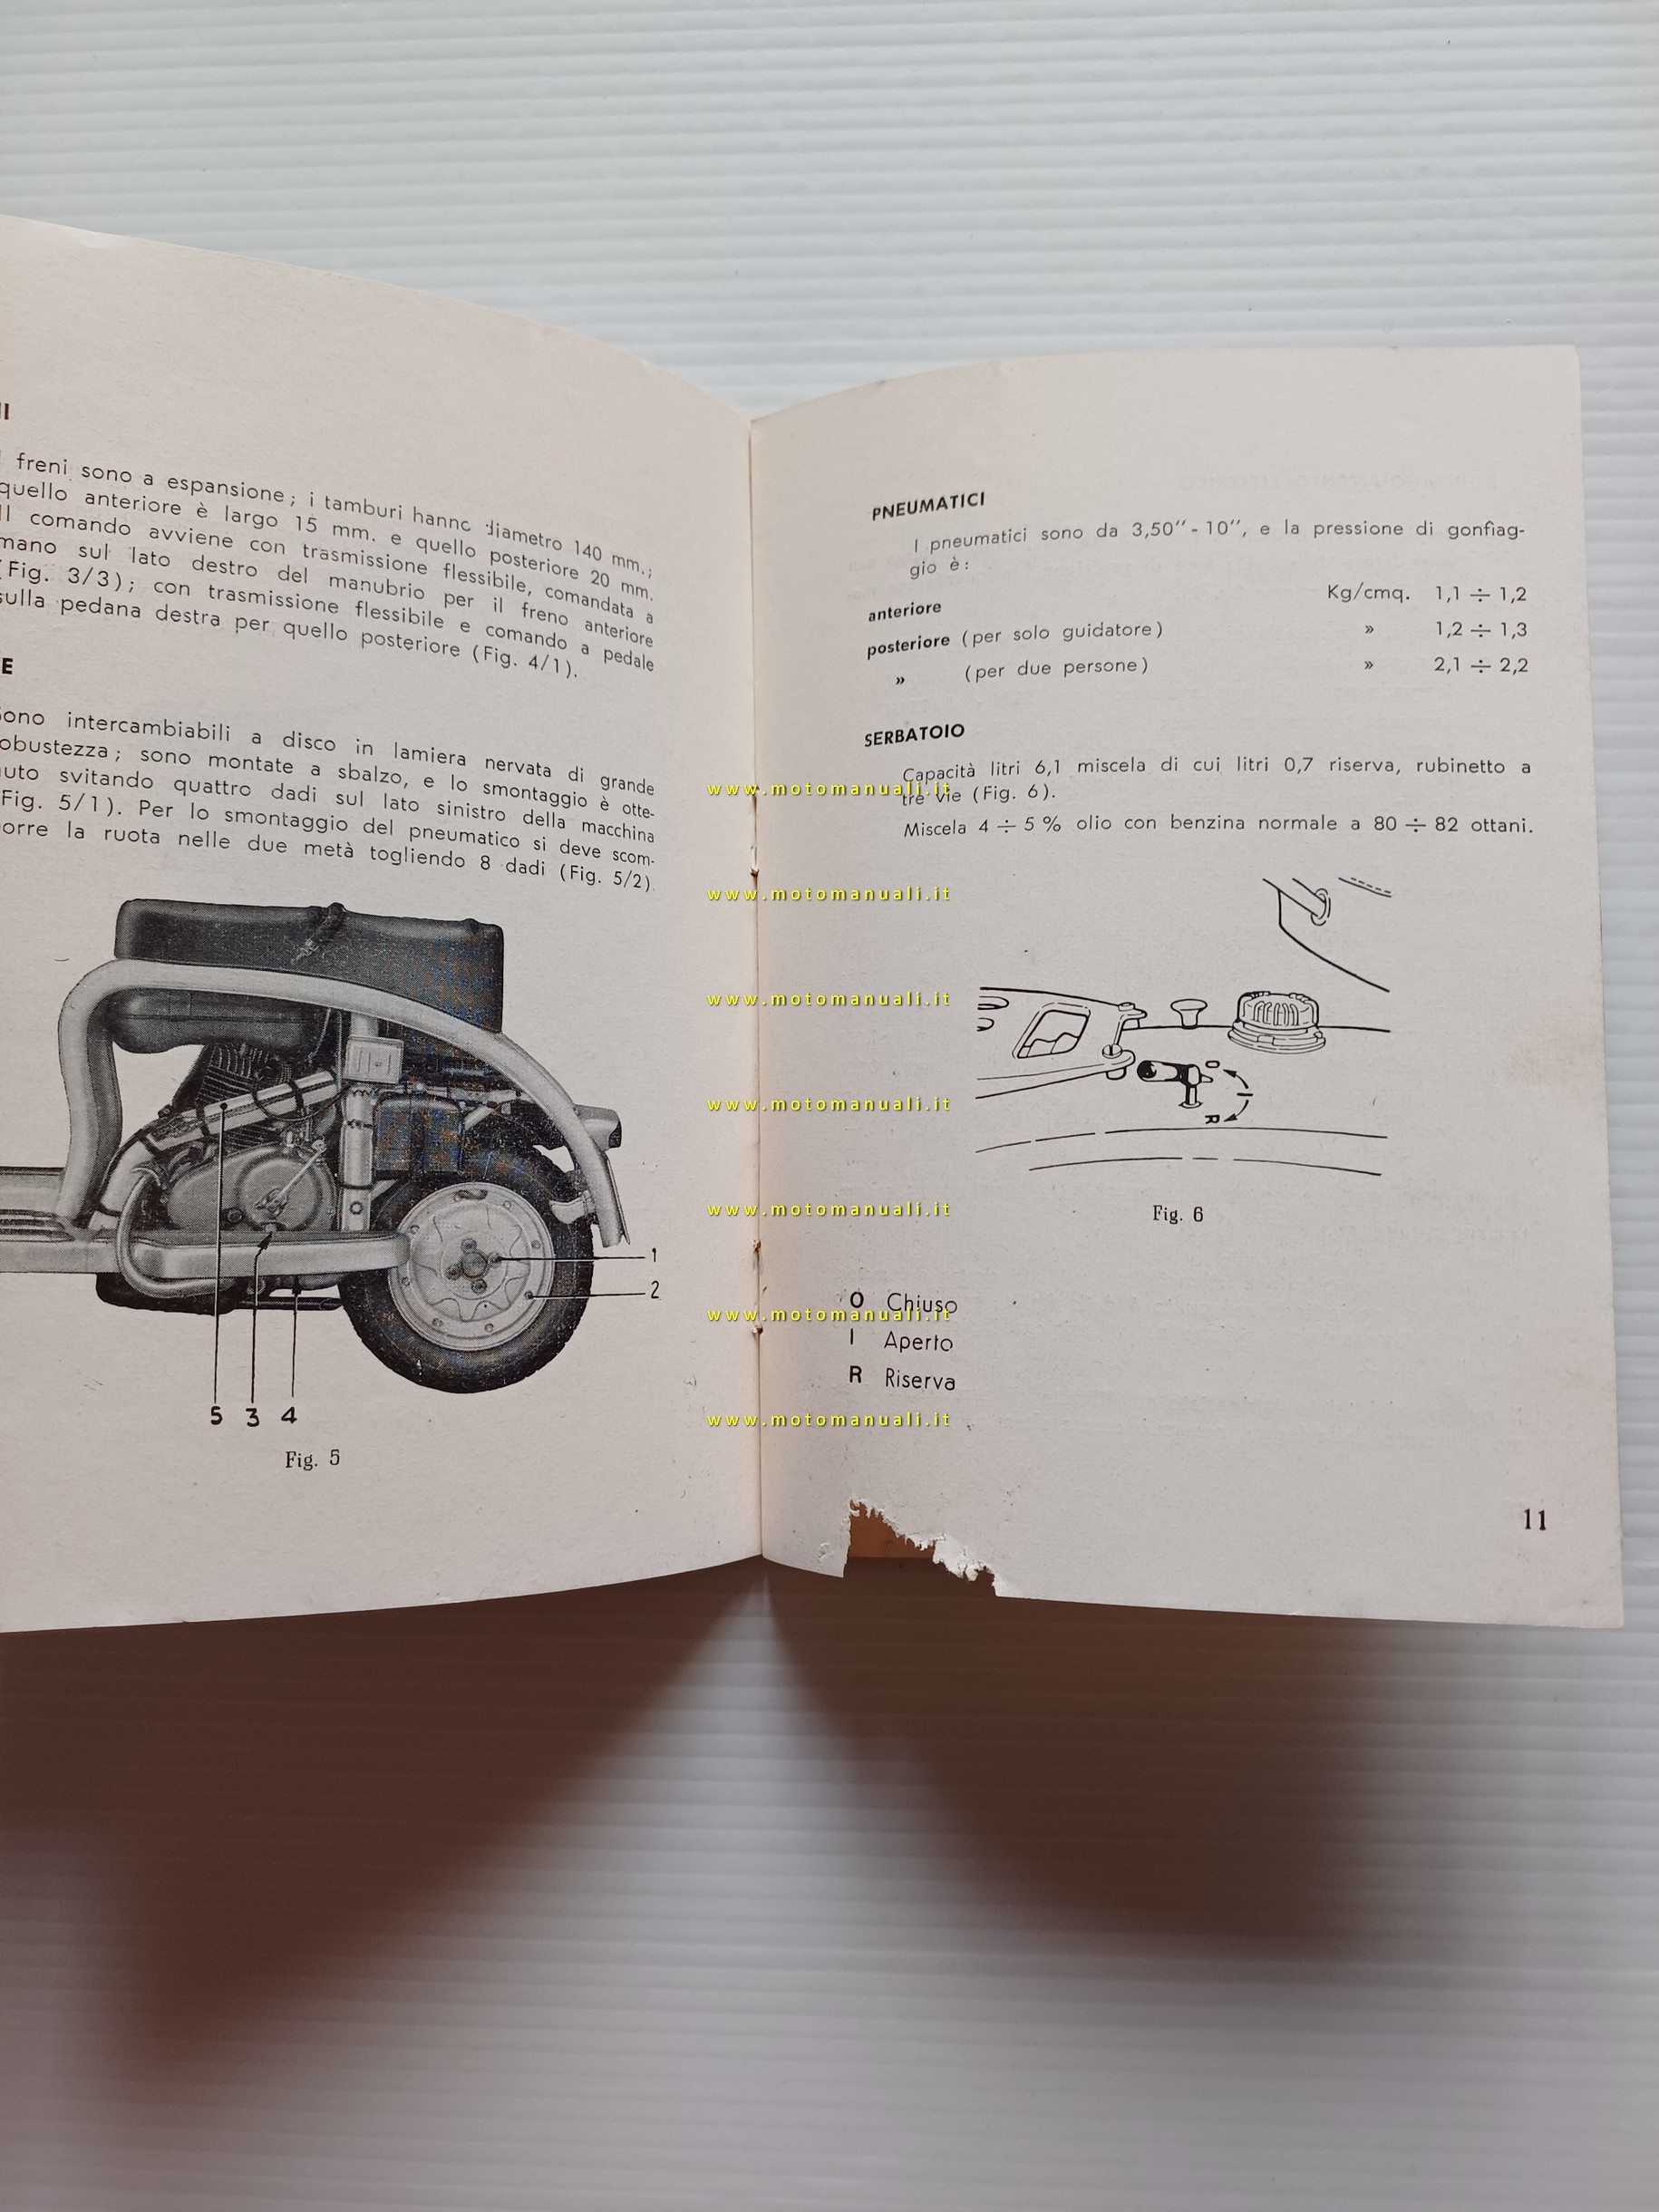 freni sono a espansione; i tamburi hanno diametro 140 mm.;
quello anteriore è largo 15 mm. e quello posteriore 20 mm.
Il comando avviene con trasmissione flessibile, comandata a
mano sul lato destro del manubrio per il freno anteriore
(Fig. 3/3); con trasmissione flessibile e comando a pedale
sulla pedana destra per quello posteriore (Fig. 4/1).
E
Sono intercambiabili a disco in lamiera nervata di grande
obustezza; sono montate a sbalzo, e lo smontaggio è otte-
uto svitando quattro dadi sul lato sinistro della macchina
(Fig. 5/1). Per lo smontaggio del pneumatico si deve scom-
orre la ruota nelle due metà togliendo 8 dadi (Fig. 5/2).
1
2
5 3 4
Fig. 5
PNEUMATICI
I pneumatici sono da 3,50'' - 10'', e la pressione di gonfiag-
gio è:
anteriore Kg/cmq. 1,1 ÷ 1,2
posteriore (per solo guidatore) » 1,2 ÷ 1,3
» (per due persone) » 2,1 ÷ 2,2
SERBATOIO
Capacità litri 6,1 miscela di cui litri 0,7 riserva, rubinetto a
tre vie (Fig. 6).
Miscela 4 ÷ 5 % olio con benzina normale a 80 ÷ 82 ottani.
O
I
R
Fig. 6
O Chiuso
I Aperto
R Riserva
11
www.motomanuali.it
www.motomanuali.it
www.motomanuali.it
www.motomanuali.it
www.motomanuali.it
www.motomanuali.it
www.motomanuali.it